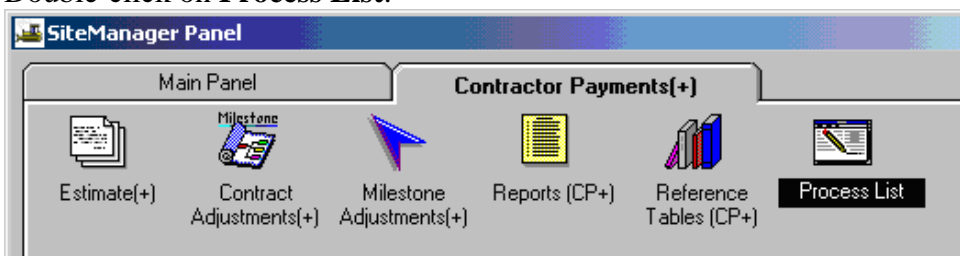 Double-click on Process List.
SiteManager Panel
Main Panel
Contractor Payments(+)
Milestone
Estimate(+)
Contract
Adjustments(+)
Milestone
Adjustments(+)
Reports (CP+)
Reference
Tables (CP+)
Process List